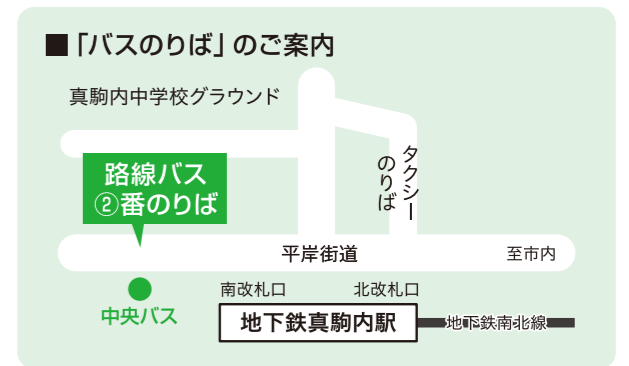 ■「バスのりば」のご案内
真駒内中学校グラウンド
タクシー
のりば
路線バス
②番のりば
平岸街道
至市内
中央バス
南改札口
北改札口
地下鉄真駒内駅
地下鉄南北線